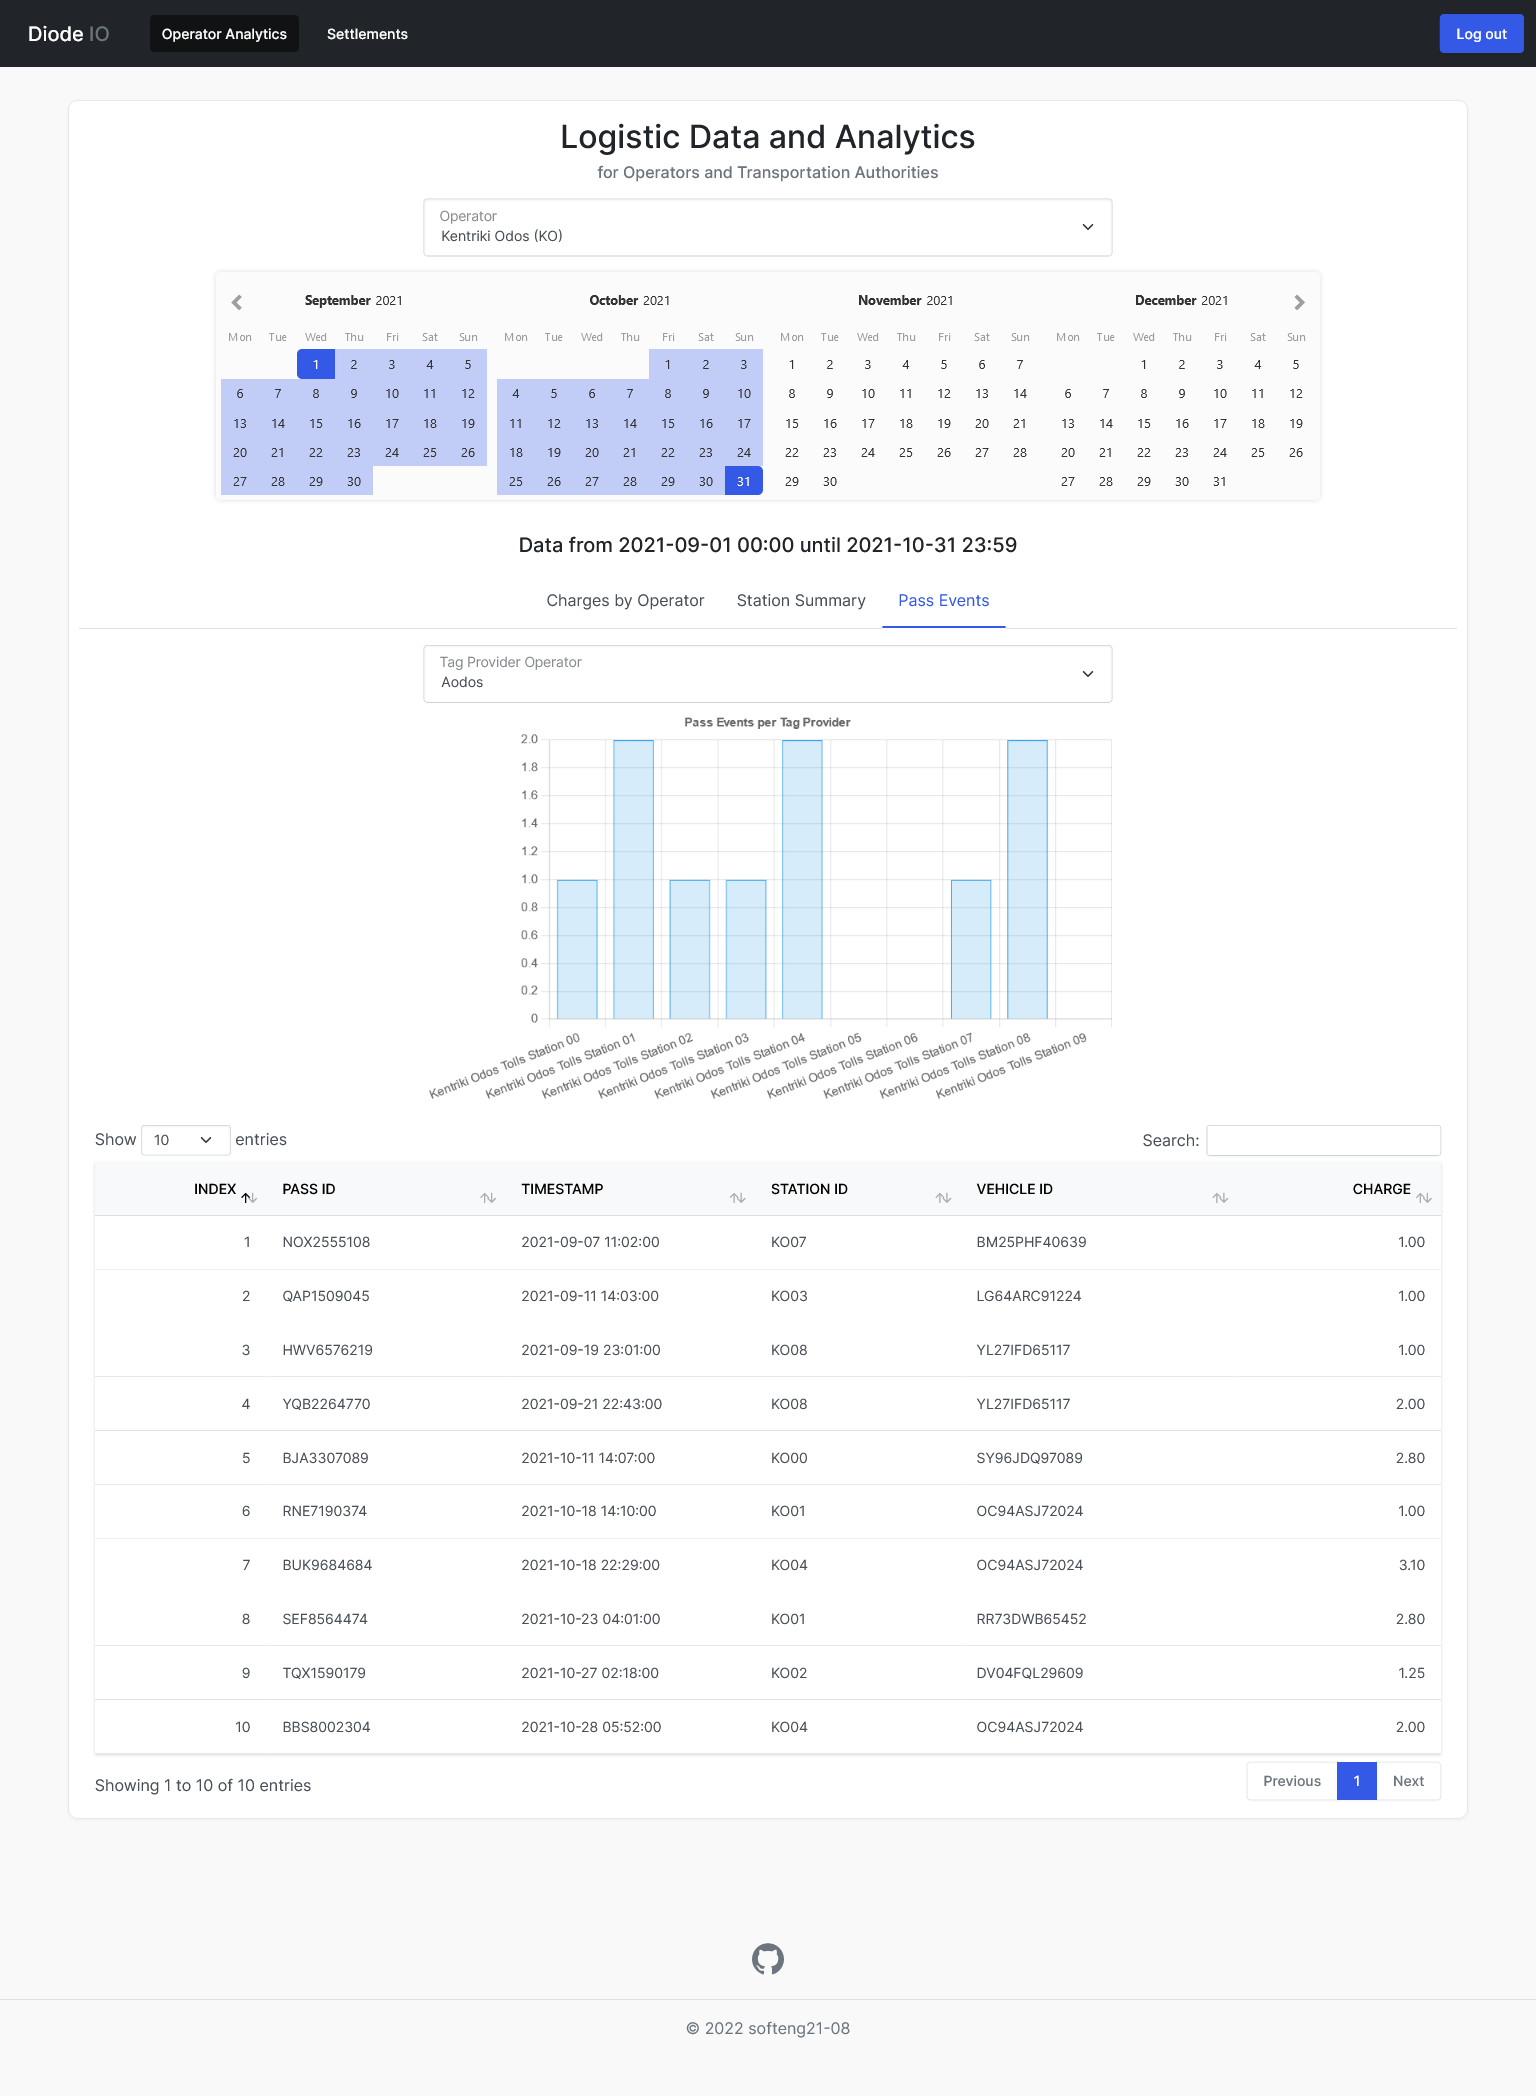 Diode IO Operator Analytics Settlements Log out
Logistic Data and Analytics
for Operators and Transportation Authorities
Operator
Kentriki Odos (KO)
September 2021 October 2021 November 2021 December 2021
Mon Tue Wed Thu Fri Sat Sun Mon Tue Wed Thu Fri Sat Sun Mon Tue Wed Thu Fri Sat Sun Mon Tue Wed Thu Fri Sat Sun
1 2 3 4 5 1 2 3 1 2 3 4 5 6 7 1 2 3 4 5
6 7 8 9 10 11 12 4 5 6 7 8 9 10 8 9 10 11 12 13 14 6 7 8 9 10 11 12
13 14 15 16 17 18 19 11 12 13 14 15 16 17 15 16 17 18 19 20 21 13 14 15 16 17 18 19
20 21 22 23 24 25 26 18 19 20 21 22 23 24 22 23 24 25 26 27 28 20 21 22 23 24 25 26
27 28 29 30 25 26 27 28 29 30 31 29 30 27 28 29 30 31
Data from 2021-09-01 00:00 until 2021-10-31 23:59
Charges by Operator Station Summary Pass Events
Tag Provider Operator
Aodos
Pass Events per Tag Provider
2.0
1.8
1.6
1.4
1.2
1.0
0.8
0.6
0.4
0.2
0
Kentriki Odos Tolls Station 00
Kentriki Odos Tolls Station 01
Kentriki Odos Tolls Station 02
Kentriki Odos Tolls Station 03
Kentriki Odos Tolls Station 04
Kentriki Odos Tolls Station 05
Kentriki Odos Tolls Station 06
Kentriki Odos Tolls Station 07
Kentriki Odos Tolls Station 08
Kentriki Odos Tolls Station 09
Show 10 entries Search:
INDEX PASS ID TIMESTAMP STATION ID VEHICLE ID CHARGE
1 NOX2555108 2021-09-07 11:02:00 KO07 BM25PHF40639 1.00
2 QAP1509045 2021-09-11 14:03:00 KO03 LG64ARC91224 1.00
3 HWV6576219 2021-09-19 23:01:00 KO08 YL27IFD65117 1.00
4 YQB2264770 2021-09-21 22:43:00 KO08 YL27IFD65117 2.00
5 BJA3307089 2021-10-11 14:07:00 KO00 SY96JDQ97089 2.80
6 RNE7190374 2021-10-18 14:10:00 KO01 OC94ASJ72024 1.00
7 BUK9684684 2021-10-18 22:29:00 KO04 OC94ASJ72024 3.10
8 SEF8564474 2021-10-23 04:01:00 KO01 RR73DWB65452 2.80
9 TQX1590179 2021-10-27 02:18:00 KO02 DV04FQL29609 1.25
10 BBS8002304 2021-10-28 05:52:00 KO04 OC94ASJ72024 2.00
Showing 1 to 10 of 10 entries Previous 1 Next
© 2022 softeng21-08